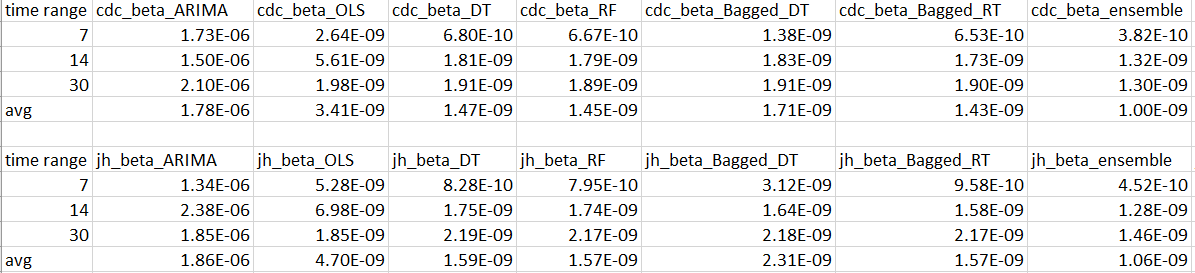 time range cdc_beta_ARIMA cdc_beta_OLS cdc_beta_DT cdc_beta_RF cdc_beta_Bagged_DT cdc_beta_Bagged_RT cdc_beta_ensemble
7 1.73E-06 2.64E-09 6.80E-10 6.67E-10 1.38E-09 6.53E-10 3.82E-10
14 1.50E-06 5.61E-09 1.81E-09 1.79E-09 1.83E-09 1.73E-09 1.32E-09
30 2.10E-06 1.98E-09 1.91E-09 1.89E-09 1.91E-09 1.90E-09 1.30E-09
avg 1.78E-06 3.41E-09 1.47E-09 1.45E-09 1.71E-09 1.43E-09 1.00E-09
time range jh_beta_ARIMA jh_beta_OLS jh_beta_DT jh_beta_RF jh_beta_Bagged_DT jh_beta_Bagged_RT jh_beta_ensemble
7 1.34E-06 5.28E-09 8.28E-10 7.95E-10 3.12E-09 9.58E-10 4.52E-10
14 2.38E-06 6.98E-09 1.75E-09 1.74E-09 1.64E-09 1.58E-09 1.28E-09
30 1.85E-06 1.85E-09 2.19E-09 2.17E-09 2.18E-09 2.17E-09 1.46E-09
avg 1.86E-06 4.70E-09 1.59E-09 1.57E-09 2.31E-09 1.57E-09 1.06E-09